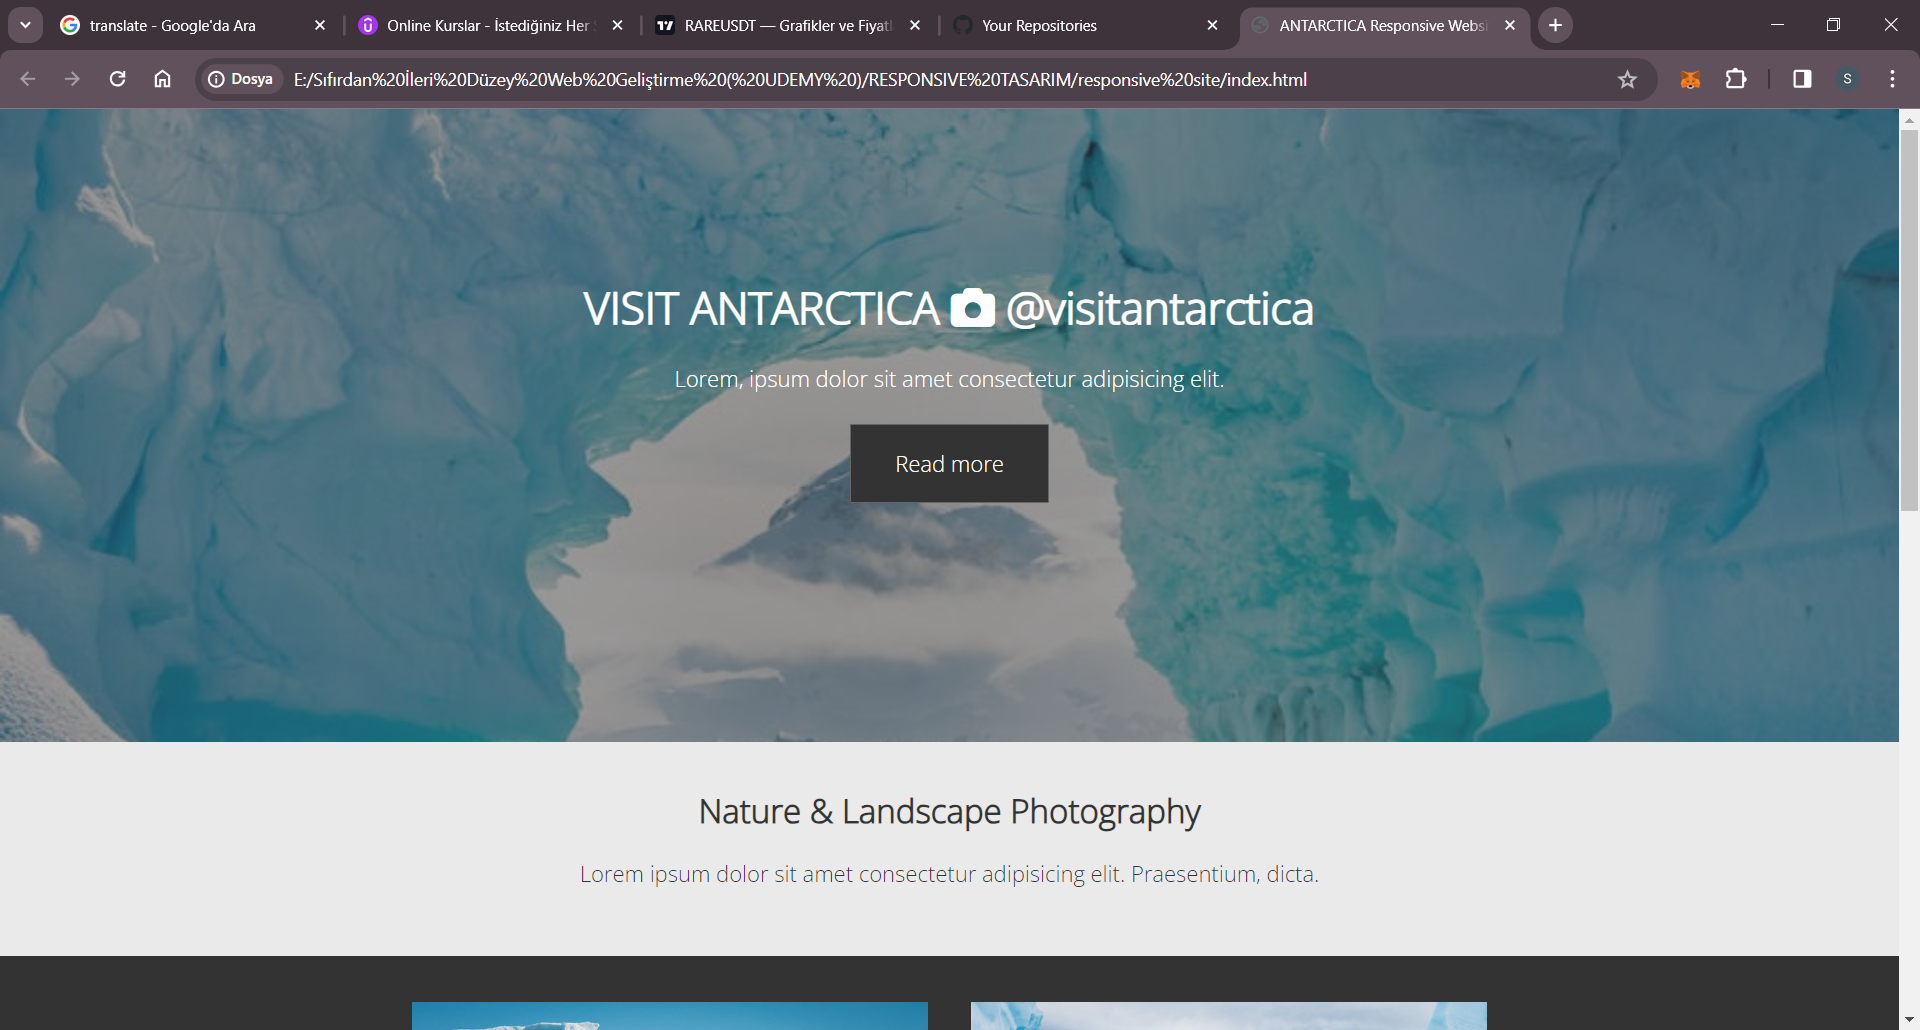 translate - Google'da Ara
Online Kurslar - İstediğiniz Her
RAREUSDT — Grafikler ve Fiyatl
Your Repositories
ANTARCTICA Responsive Websi
Dosya
E:/Sıfırdan%20İleri%20Düzey%20Web%20Geliştirme%20(%20UDEMY%20)/RESPONSIVE%20TASARIM/responsive%20site/index.html
S
VISIT ANTARCTICA @visitantarctica
Lorem, ipsum dolor sit amet consectetur adipisicing elit.
Read more
Nature & Landscape Photography
Lorem ipsum dolor sit amet consectetur adipisicing elit. Praesentium, dicta.